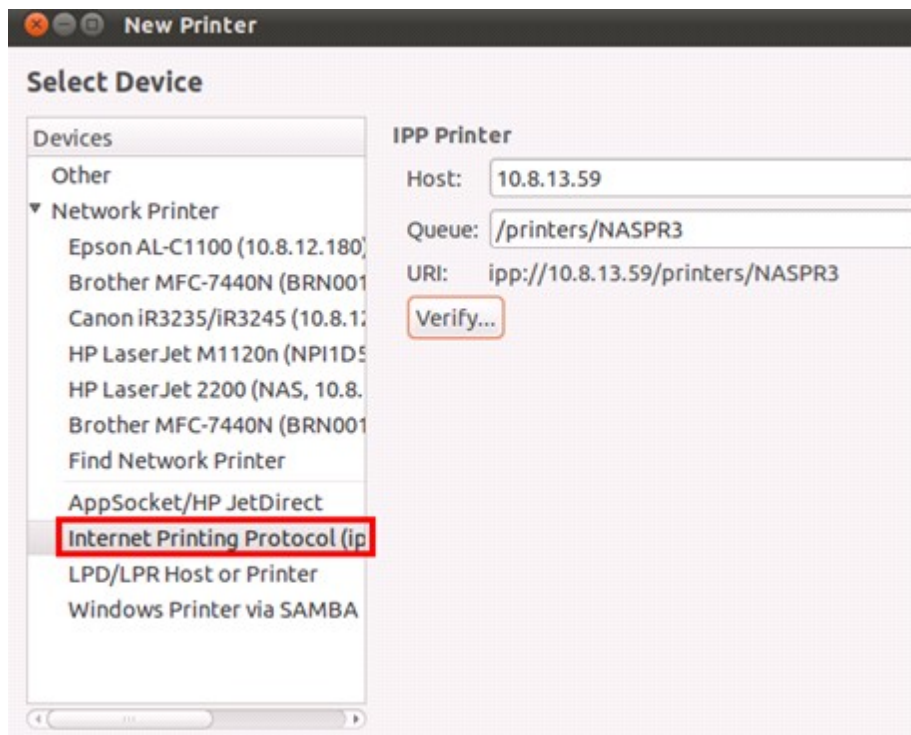 New Printer
Select Device
Devices
Other
Network Printer
Epson AL-C1100 (10.8.12.180)
Brother MFC-7440N (BRN001
Canon iR3235/iR3245 (10.8.12
HP LaserJet M1120n (NPI1D5
HP LaserJet 2200 (NAS, 10.8.
Brother MFC-7440N (BRN001
Find Network Printer
AppSocket/HP JetDirect
Internet Printing Protocol (ip
LPD/LPR Host or Printer
Windows Printer via SAMBA
IPP Printer
Host: 10.8.13.59
Queue: /printers/NASPR3
URI: ipp://10.8.13.59/printers/NASPR3
Verify...